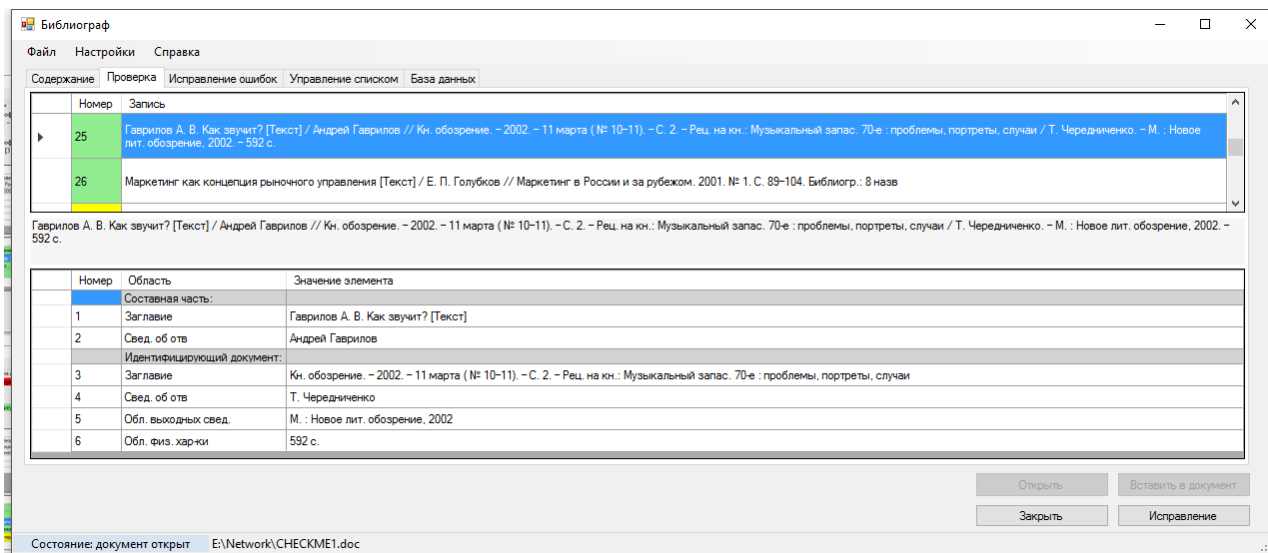 Библиограф
Файл Настройки Справка
Содержание Проверка Исправление ошибок Управление списком База данных
Номер Запись
25 Гаврилов А. В. Как звучит? [Текст] / Андрей Гаврилов // Кн. обозрение. – 2002. – 11 марта ( № 10–11). – С. 2. – Рец. на кн.: Музыкальный запас. 70-е : проблемы, портреты, случаи / Т. Чередниченко. – М. : Новое
лит. обозрение, 2002. – 592 с.
26 Маркетинг как концепция рыночного управления [Текст] / Е. П. Голубков // Маркетинг в России и за рубежом. 2001. № 1. С. 89–104. Библиогр.: 8 назв
Гаврилов А. В. Как звучит? [Текст] / Андрей Гаврилов // Кн. обозрение. – 2002. – 11 марта ( № 10–11). – С. 2. – Рец. на кн.: Музыкальный запас. 70-е : проблемы, портреты, случаи / Т. Чередниченко. – М. : Новое лит. обозрение, 2002. –
592 с.
Номер Область Значение элемента
Составная часть:
1 Заглавие Гаврилов А. В. Как звучит? [Текст]
2 Свед. об отв Андрей Гаврилов
Идентифицирующий документ:
3 Заглавие Кн. обозрение. – 2002. – 11 марта ( № 10–11). – С. 2. – Рец. на кн.: Музыкальный запас. 70-е : проблемы, портреты, случаи
4 Свед. об отв Т. Чередниченко
5 Обл. выходных свед. М. : Новое лит. обозрение, 2002
6 Обл. физ. хар-ки 592 с.
Открыть Вставить в документ
Закрыть Исправление
Состояние: документ открыт E:\Network\CHECKME1.doc